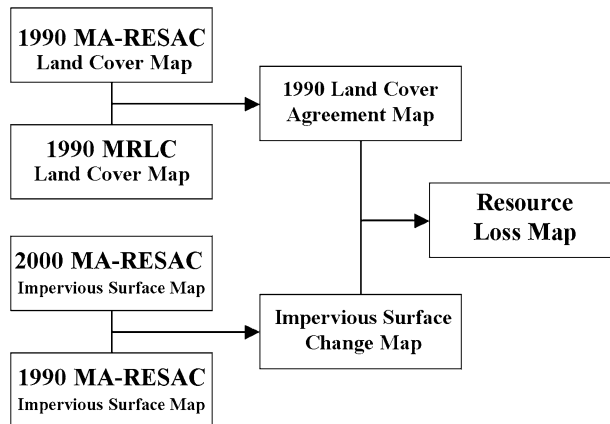 1990 MA-RESAC
Land Cover Map
1990 MRLC
Land Cover Map
1990 Land Cover
Agreement Map
Resource
Loss Map
2000 MA-RESAC
Impervious Surface Map
1990 MA-RESAC
Impervious Surface Map
Impervious Surface
Change Map